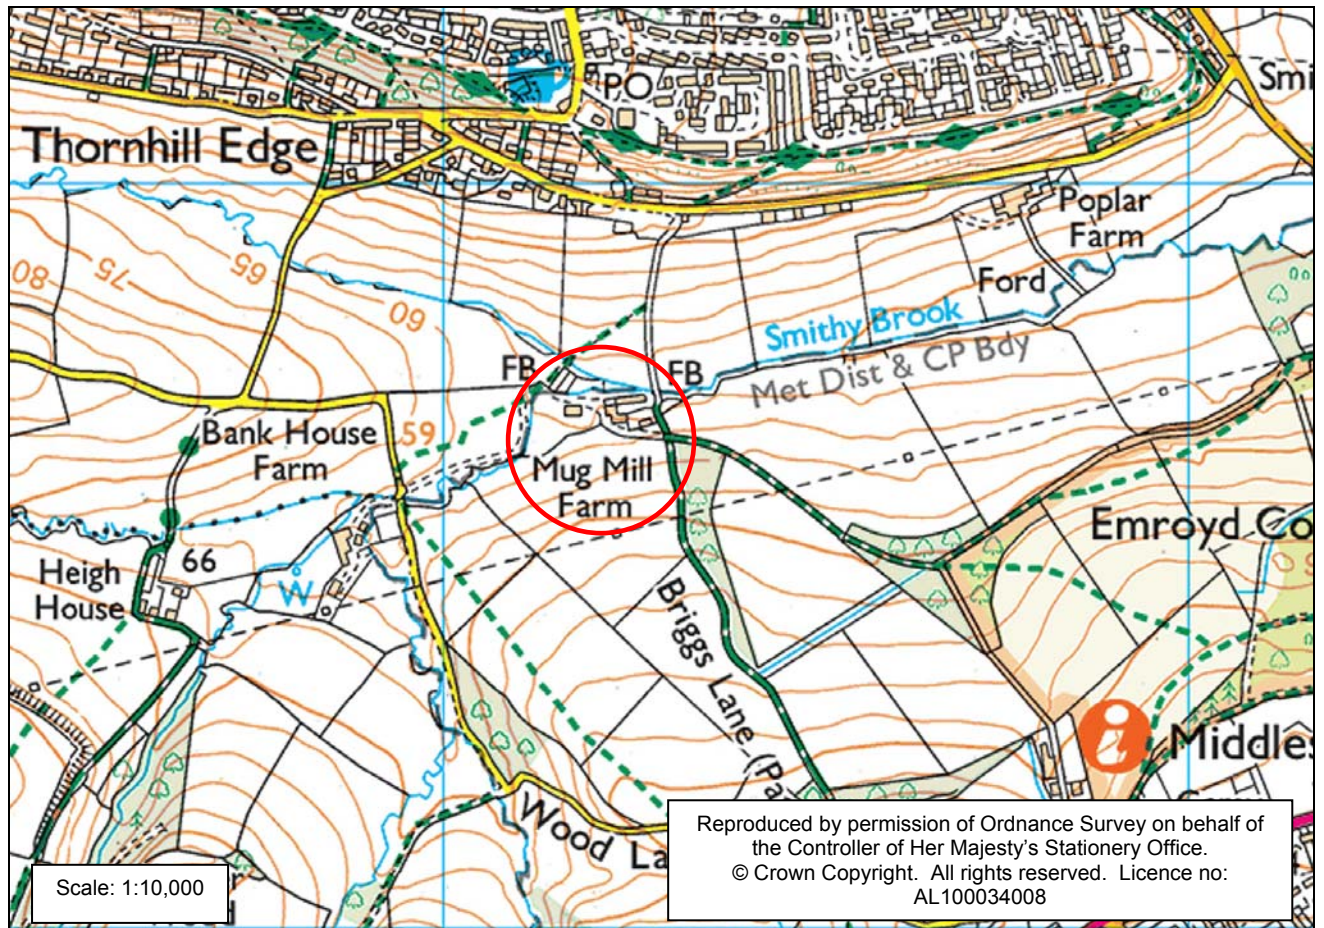 PO
Smi
Thornhill Edge
Poplar
Farm
80
75
65
60
Ford
Smithy Brook
FB
FB
Met Dist & CP Bdy
Bank House
Farm
59
Mug Mill
Farm
Emroyd Co
66
Heigh
House
W
Briggs Lane (Pa
i
Middles
Wood La
Scale: 1:10,000
Reproduced by permission of Ordnance Survey on behalf of
the Controller of Her Majesty's Stationery Office.
© Crown Copyright. All rights reserved. Licence no:
AL100034008